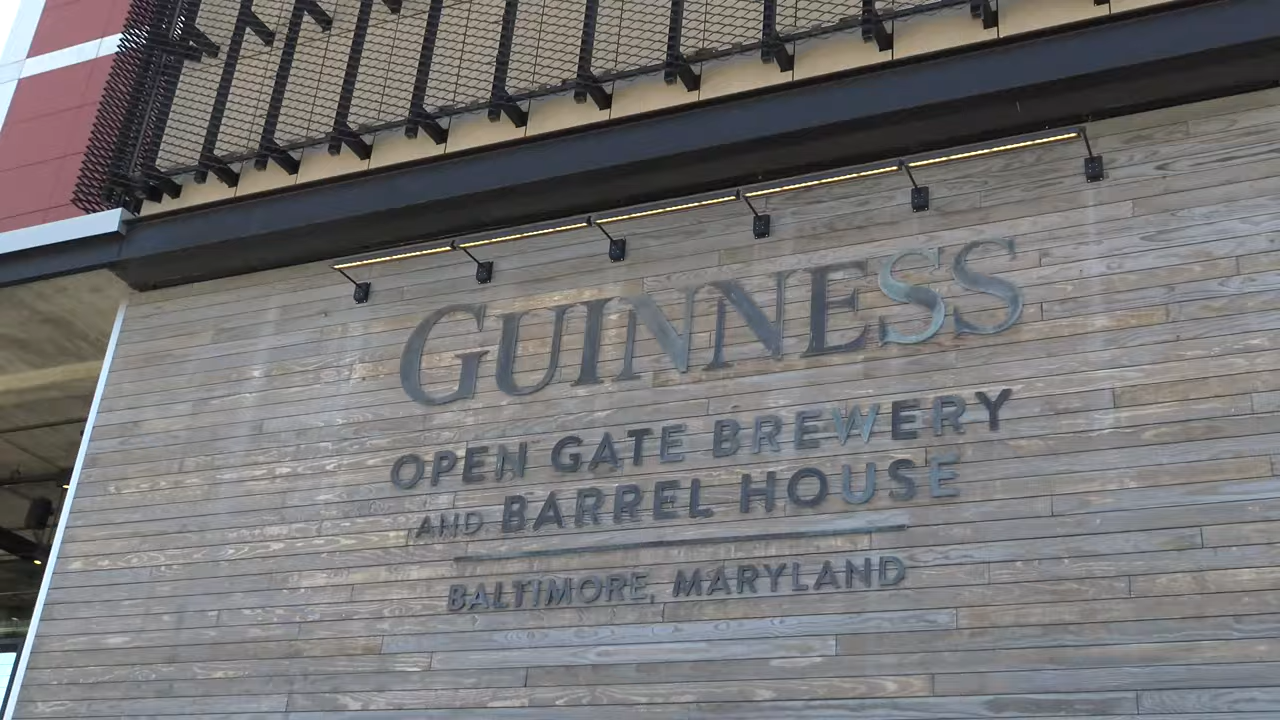 GUINNESS
OPEN GATE BREWERY
AND BARREL HOUSE
BALTIMORE, MARYLAND